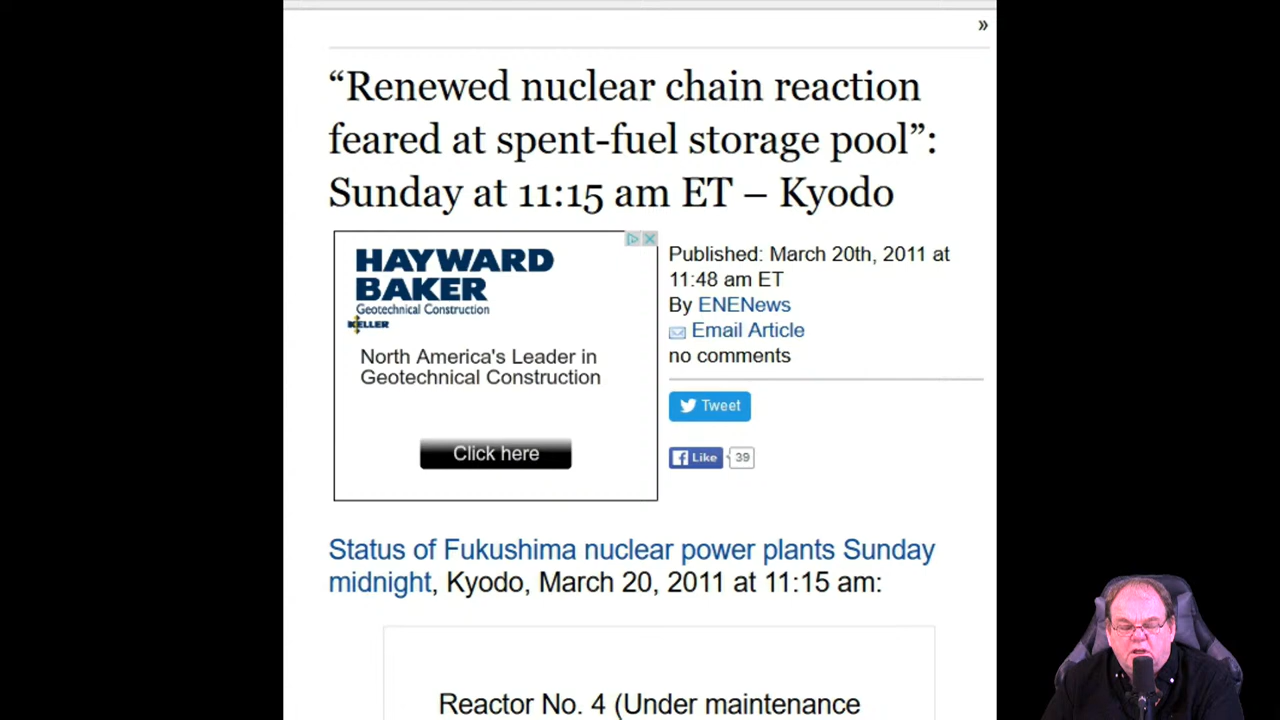 »
“Renewed nuclear chain reaction
feared at spent-fuel storage pool”:
Sunday at 11:15 am ET – Kyodo
HAYWARD
BAKER
Geotechnical Construction
KELLER
North America's Leader in
Geotechnical Construction
Click here
Published: March 20th, 2011 at
11:48 am ET
By ENENews
Email Article
no comments
Tweet
Like 39
Status of Fukushima nuclear power plants Sunday
midnight, Kyodo, March 20, 2011 at 11:15 am:
Reactor No. 4 (Under maintenance